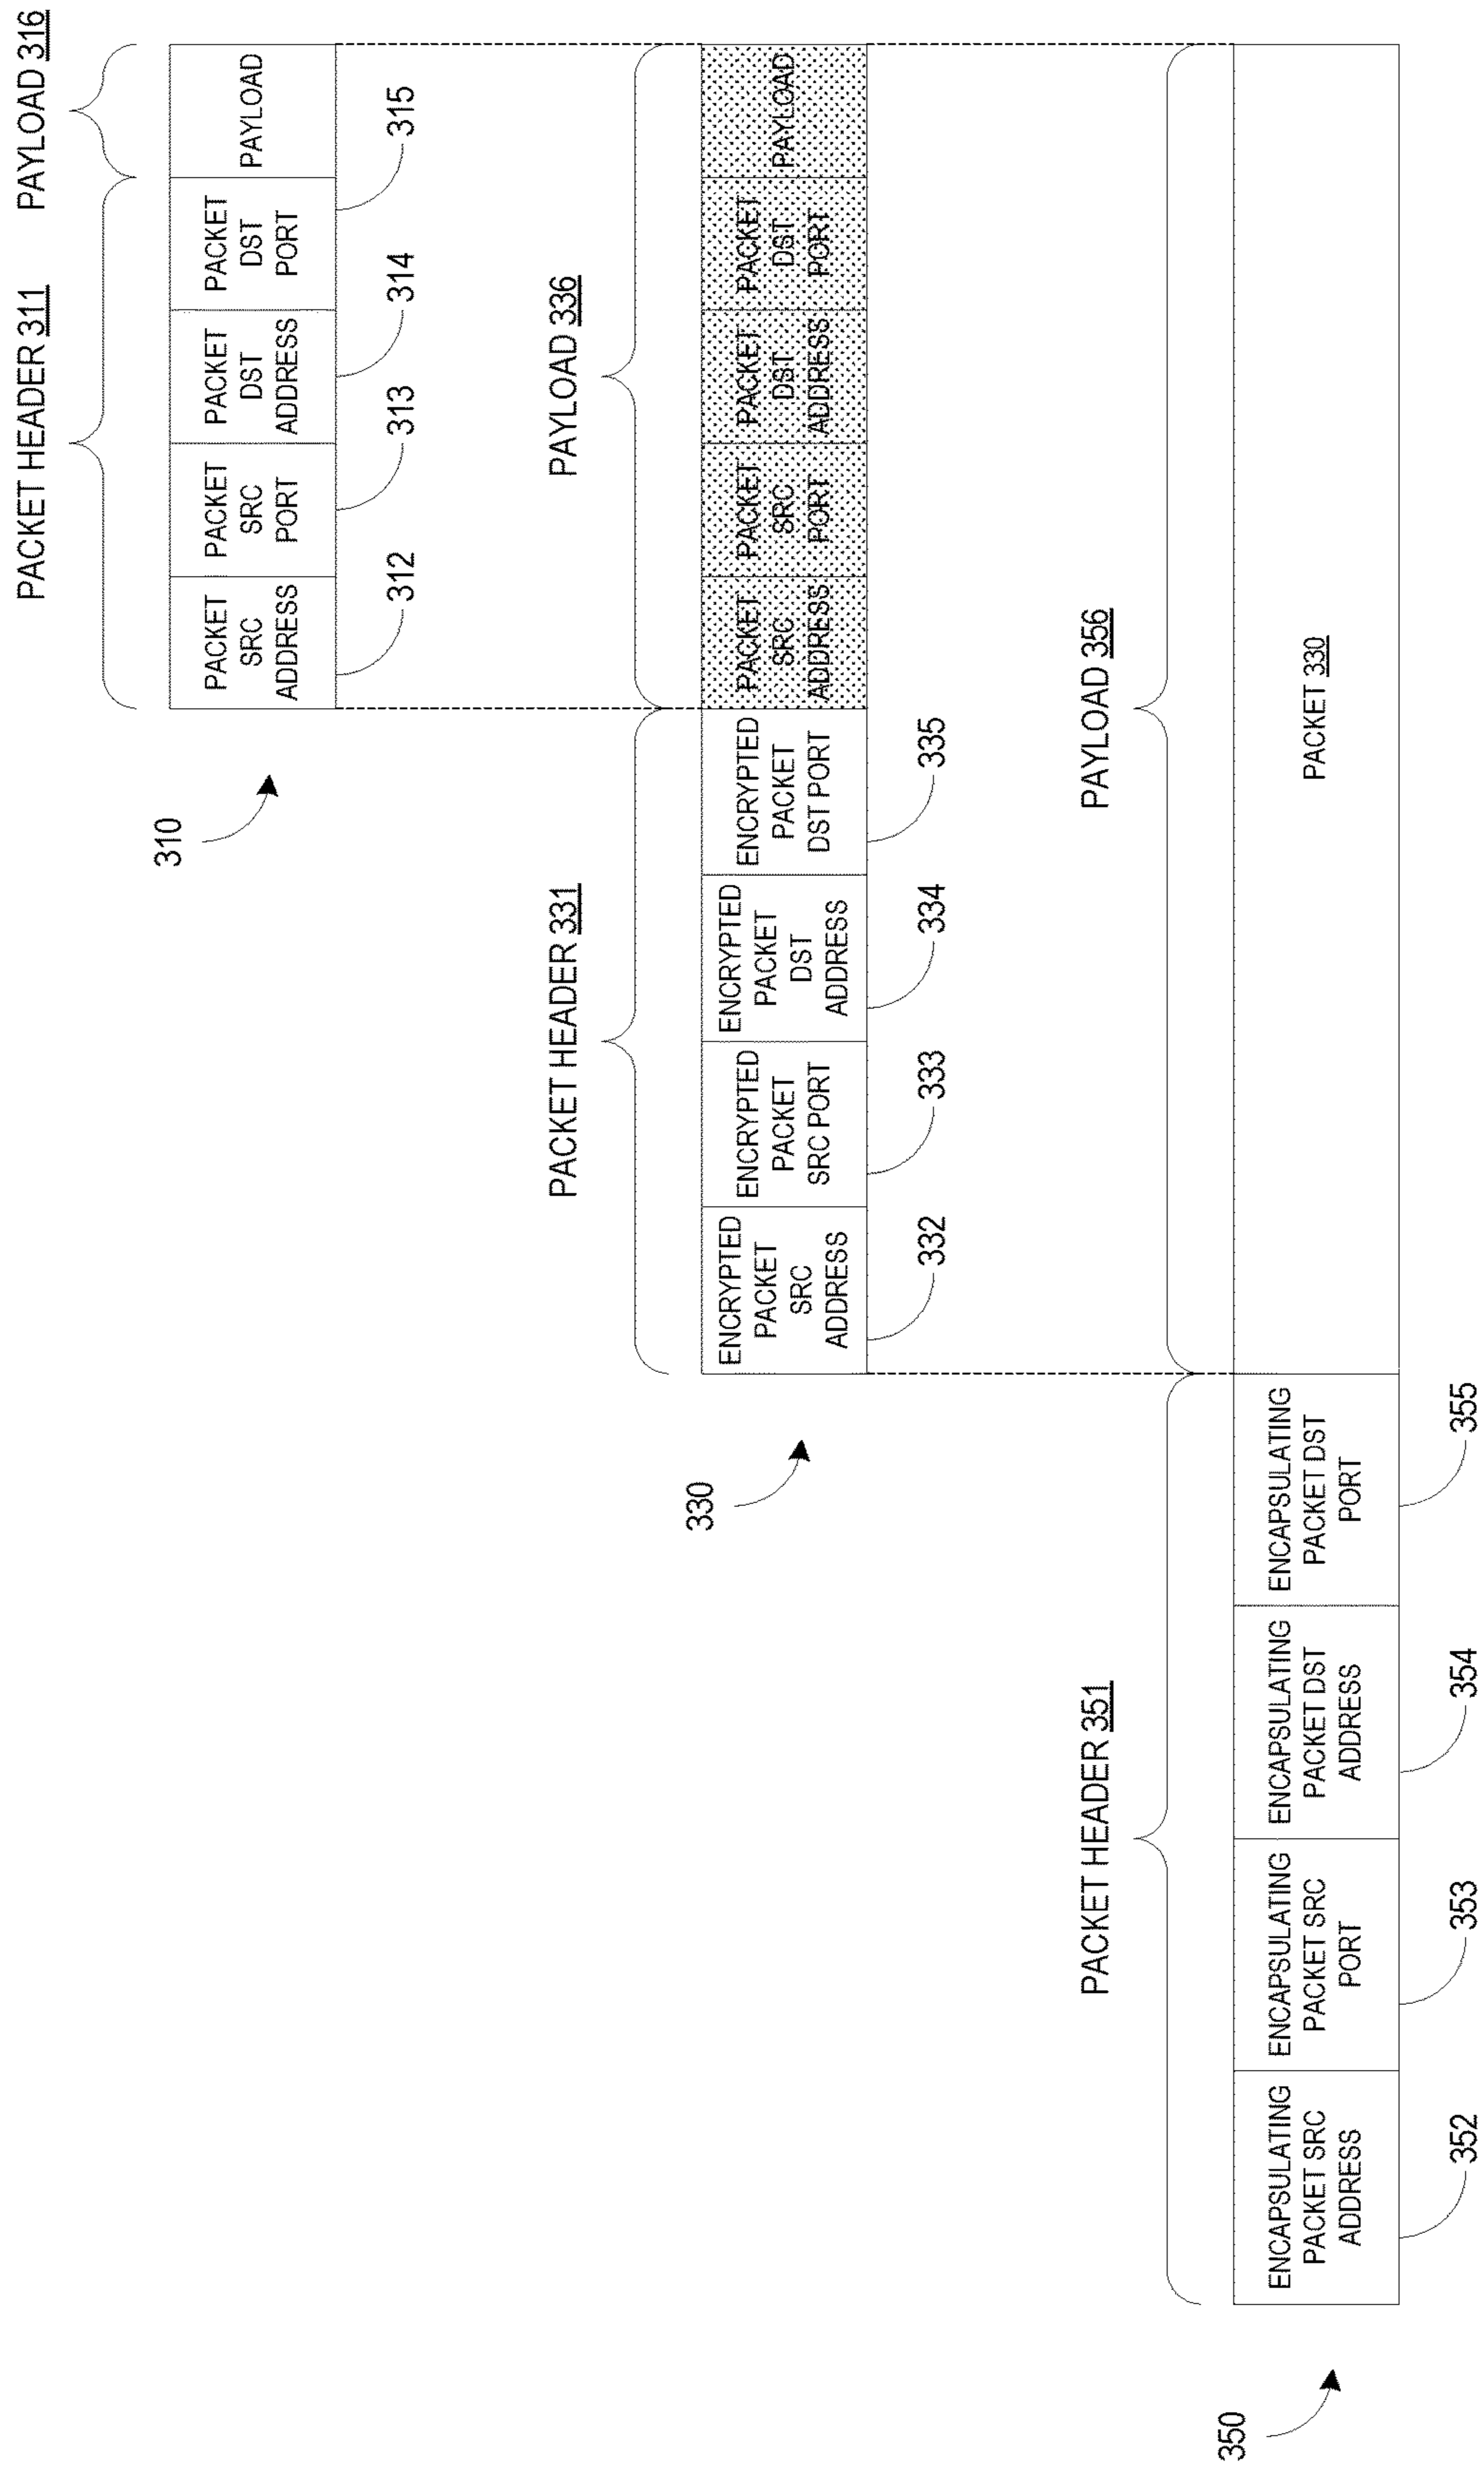 PACKET HEADER 311
PAYLOAD 316
PACKET
SRC
ADDRESS
PACKET
SRC
PORT
PACKET
DST
ADDRESS
PACKET
DST
PORT
PAYLOAD
312
313
314
315
310
PACKET HEADER 331
PAYLOAD 336
ENCRYPTED
PACKET
SRC
ADDRESS
ENCRYPTED
PACKET
SRC PORT
ENCRYPTED
PACKET
DST
ADDRESS
ENCRYPTED
PACKET
DST PORT
PACKET
SRC
ADDRESS
PACKET
SRC
PORT
PACKET
DST
ADDRESS
PACKET
DST
PORT
PAYLOAD
332
333
334
335
330
PACKET HEADER 351
PAYLOAD 356
ENCAPSULATING
PACKET SRC
ADDRESS
ENCAPSULATING
PACKET SRC
PORT
ENCAPSULATING
PACKET DST
ADDRESS
ENCAPSULATING
PACKET DST
PORT
PACKET 330
352
353
354
355
350